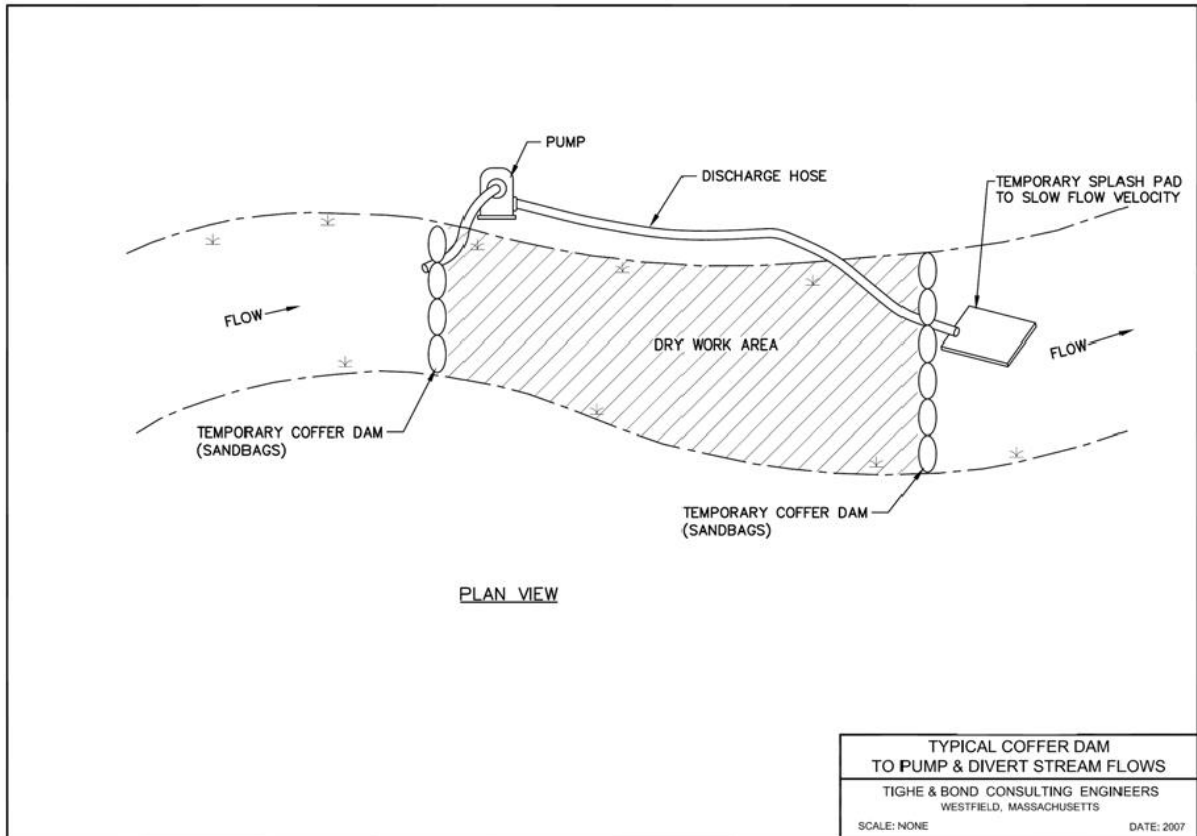 PUMP
DISCHARGE HOSE
TEMPORARY SPLASH PAD
TO SLOW FLOW VELOCITY
FLOW
DRY WORK AREA
FLOW
TEMPORARY COFFER DAM
(SANDBAGS)
TEMPORARY COFFER DAM
(SANDBAGS)
PLAN VIEW
TYPICAL COFFER DAM
TO PUMP & DIVERT STREAM FLOWS
TIGHE & BOND CONSULTING ENGINEERS
WESTFIELD, MASSACHUSETTS
SCALE: NONE DATE: 2007